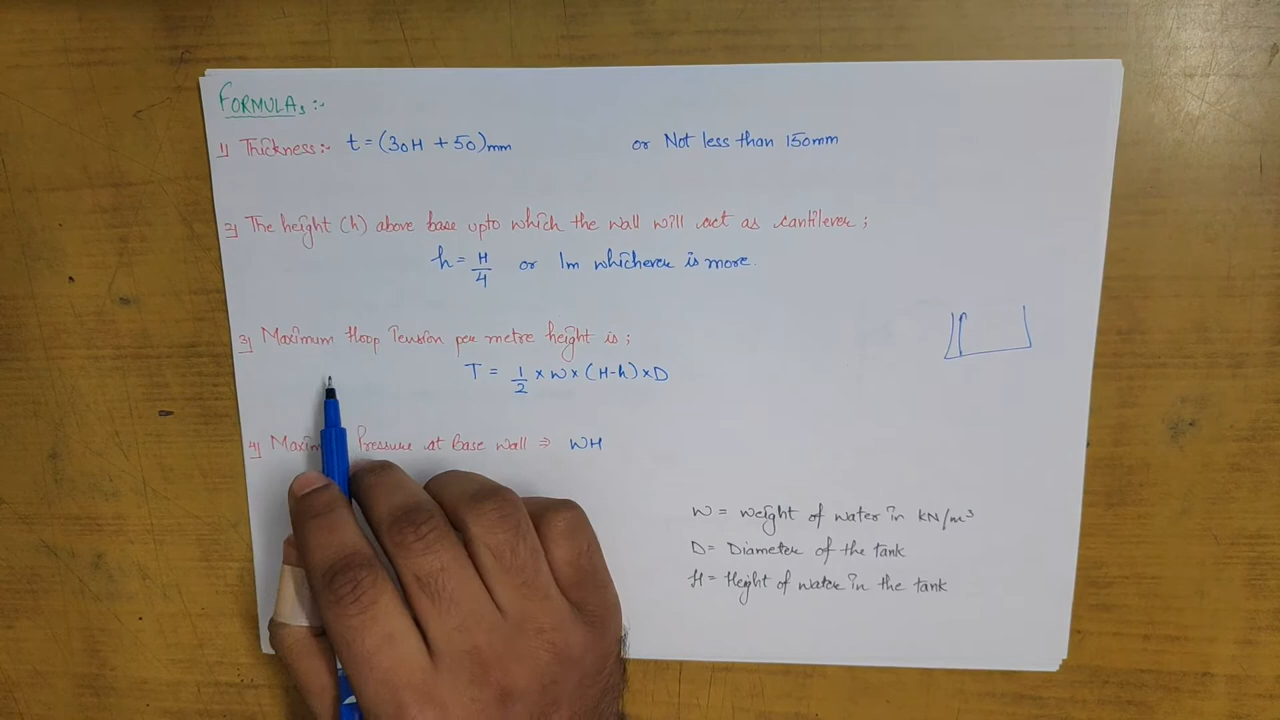 FORMULAs :-
1) Thickness:- t = (30H + 50)mm or Not less than 150mm
2) The height (h) above base upto which the wall will act as cantilever;
h = H/4 or 1m whichever is more.
3) Maximum Hoop Tension per metre height is;
T = 1/2 × w × (H-h) × D
4) Pressure at base wall ⇒ WH
W = weight of water in KN/m³
D = Diameter of the tank
H = Height of water in the tank